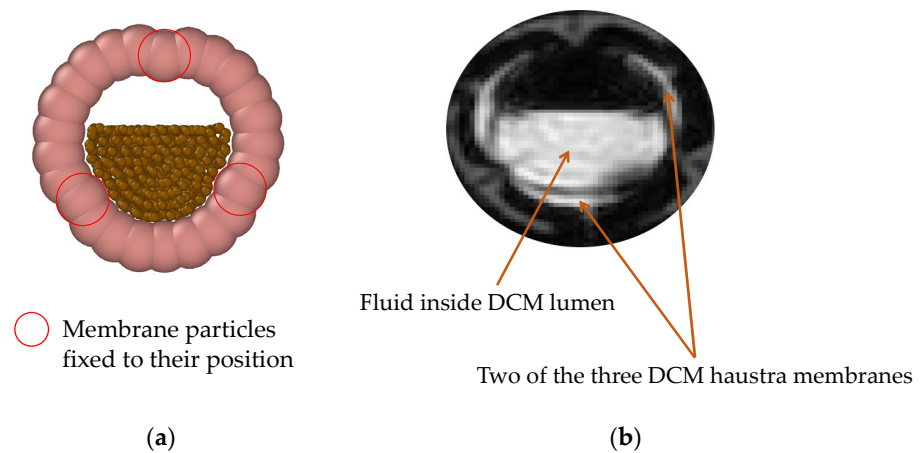 (a)
(b)
Fluid inside DCM lumen
Membrane particles
fixed to their position
Two of the three DCM haustra membranes
(a)
(b)